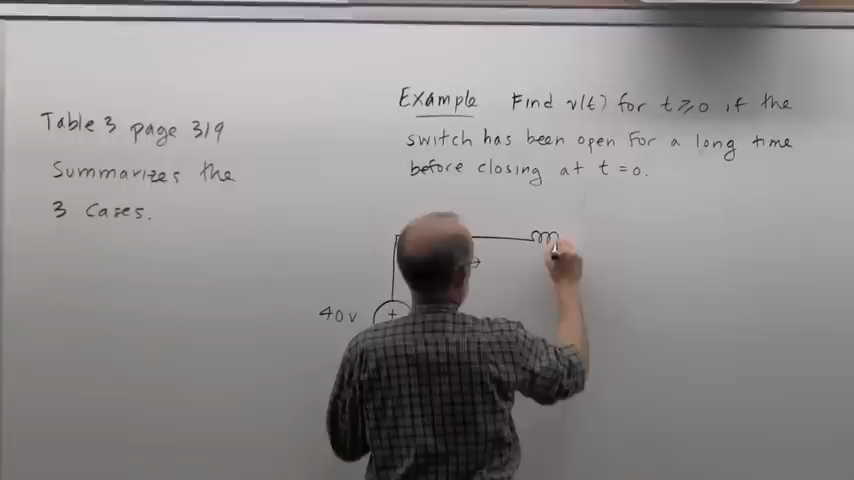 Table 3 page 319
Summarizes the
3 cases.
Example Find v(t) for t ≥ 0 if the
switch has been open for a long time
before closing at t = 0.
40v
+